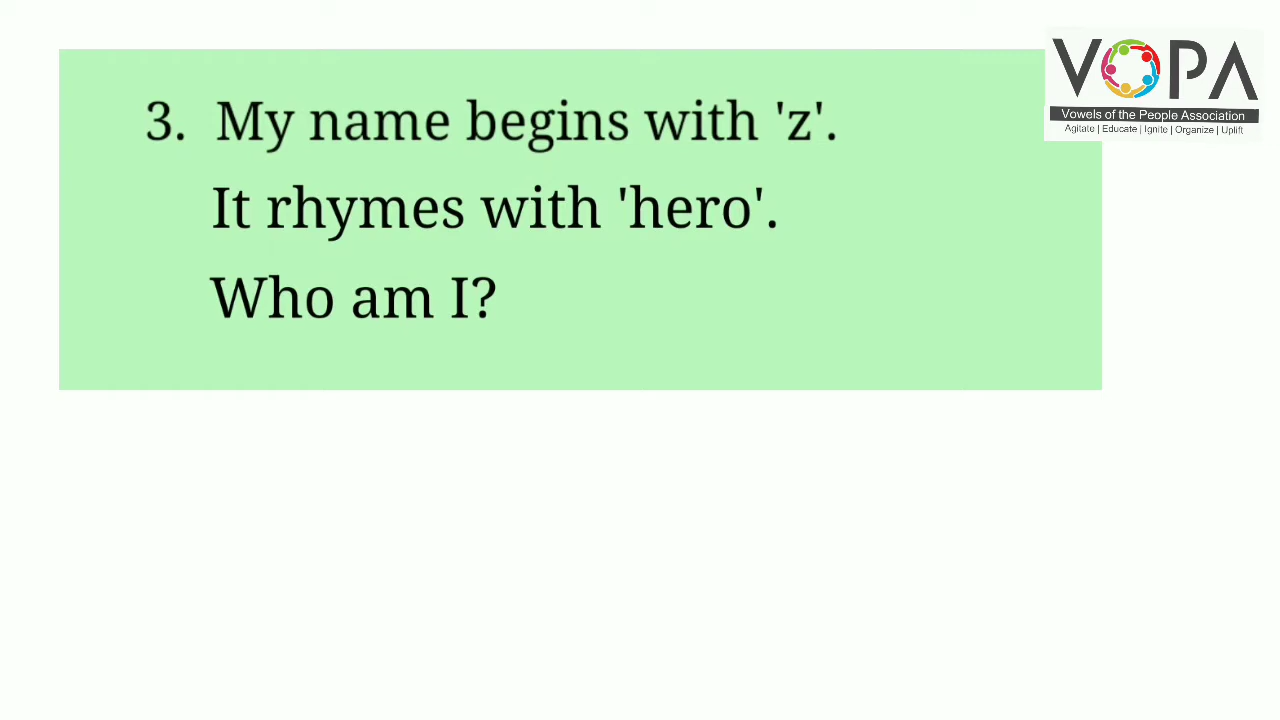 VOPA
Vowels of the People Association
Agitate | Educate | Ignite | Organize | Uplift
3. My name begins with 'z'.
It rhymes with 'hero'.
Who am I?